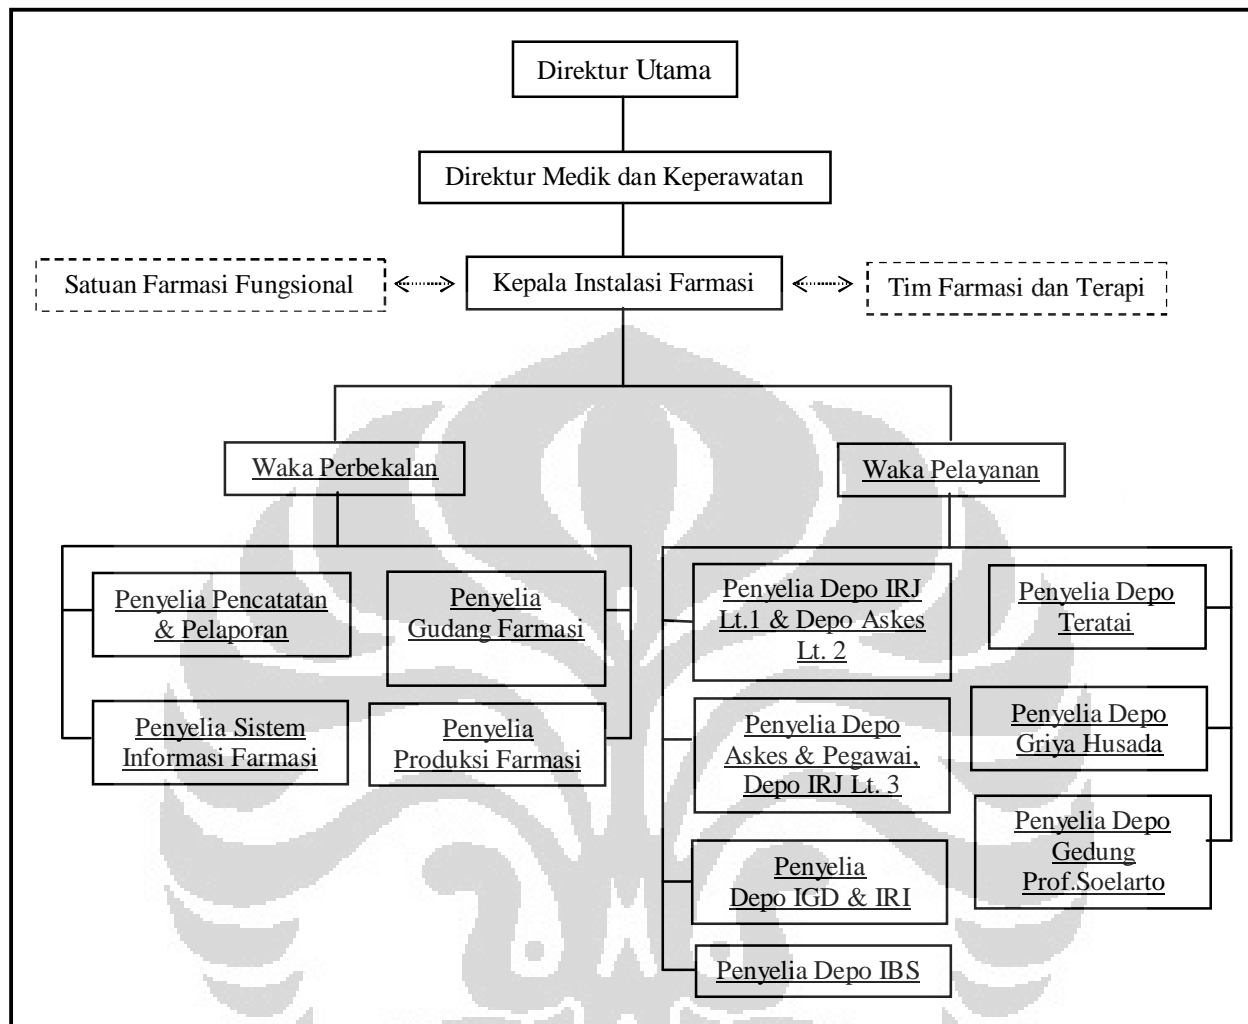 Direktur Utama
Direktur Medik dan Keperawatan
Satuan Farmasi Fungsional
Kepala Instalasi Farmasi
Tim Farmasi dan Terapi
Waka Perbekalan
Waka Pelayanan
Penyelia Pencatatan
& Pelaporan
Penyelia
Gudang Farmasi
Penyelia Sistem
Informasi Farmasi
Penyelia
Produksi Farmasi
Penyelia Depo IRJ
Lt.1 & Depo Askes
Lt. 2
Penyelia Depo
Teratai
Penyelia Depo
Askes & Pegawai,
Depo IRJ Lt. 3
Penyelia Depo
Griya Husada
Penyelia
Depo IGD & IRI
Penyelia Depo
Gedung
Prof.Soelarto
Penyelia Depo IBS